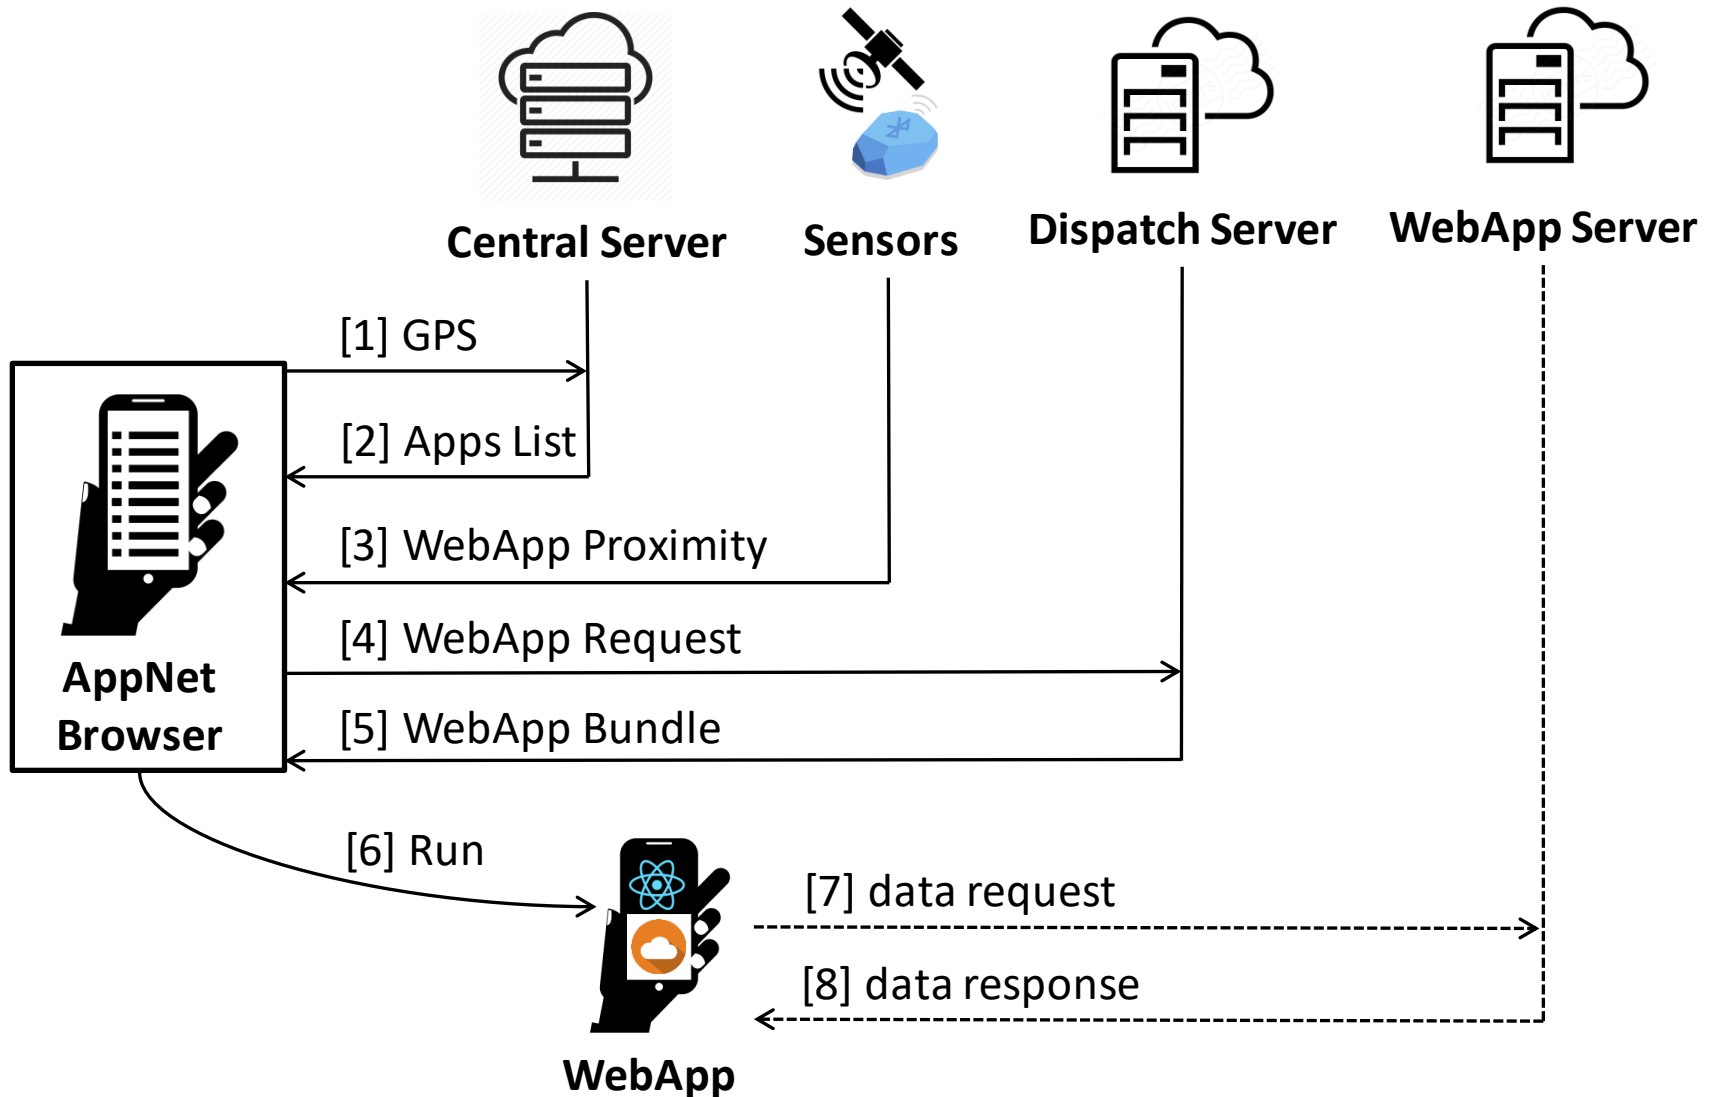 Central Server
Sensors
Dispatch Server
WebApp Server
[1] GPS
[2] Apps List
[3] WebApp Proximity
[4] WebApp Request
[5] WebApp Bundle
AppNet
Browser
[6] Run
[7] data request
[8] data response
WebApp